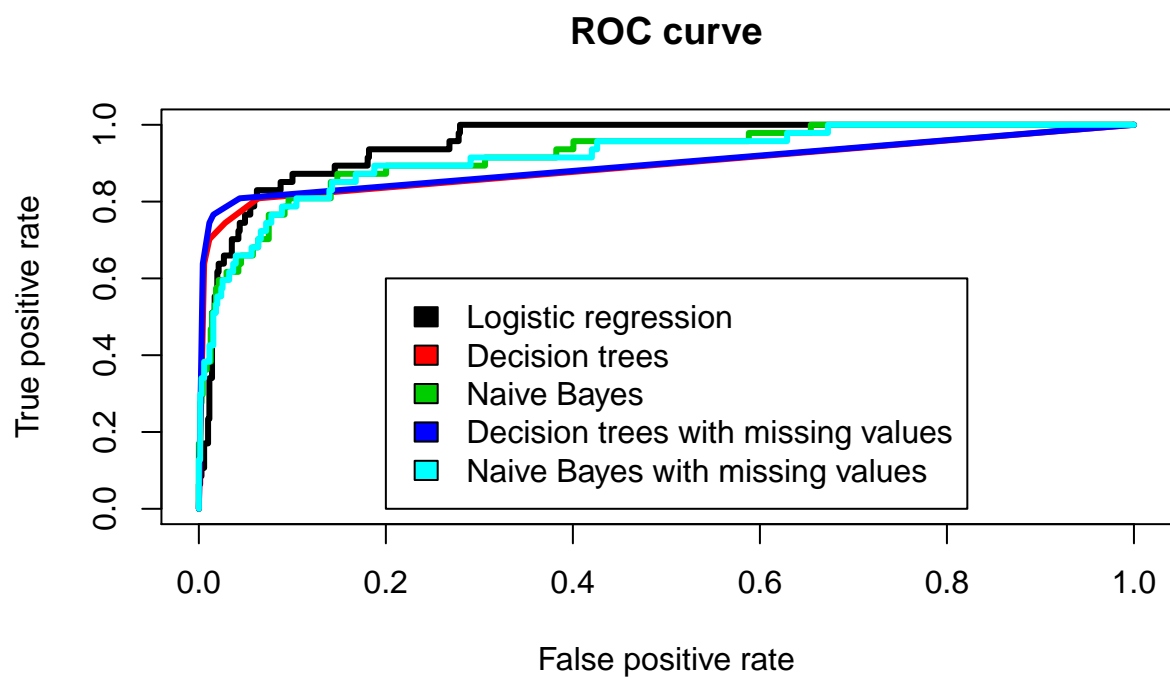 ROC curve
True positive rate
1.0
0.8
0.6
0.4
0.2
0.0
Logistic regression
Decision trees
Naive Bayes
Decision trees with missing values
Naive Bayes with missing values
0.0 0.2 0.4 0.6 0.8 1.0
False positive rate